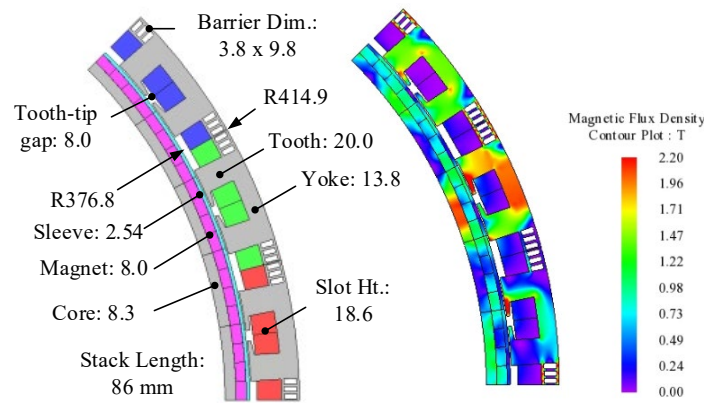 Barrier Dim.:
3.8 x 9.8
R414.9
Tooth-tip
gap: 8.0
Tooth: 20.0
Yoke: 13.8
R376.8
Sleeve: 2.54
Magnet: 8.0
Core: 8.3
Slot Ht.:
18.6
Stack Length:
86 mm
Magnetic Flux Density
Contour Plot : T
2.20
1.96
1.71
1.47
1.22
0.98
0.73
0.49
0.24
0.00